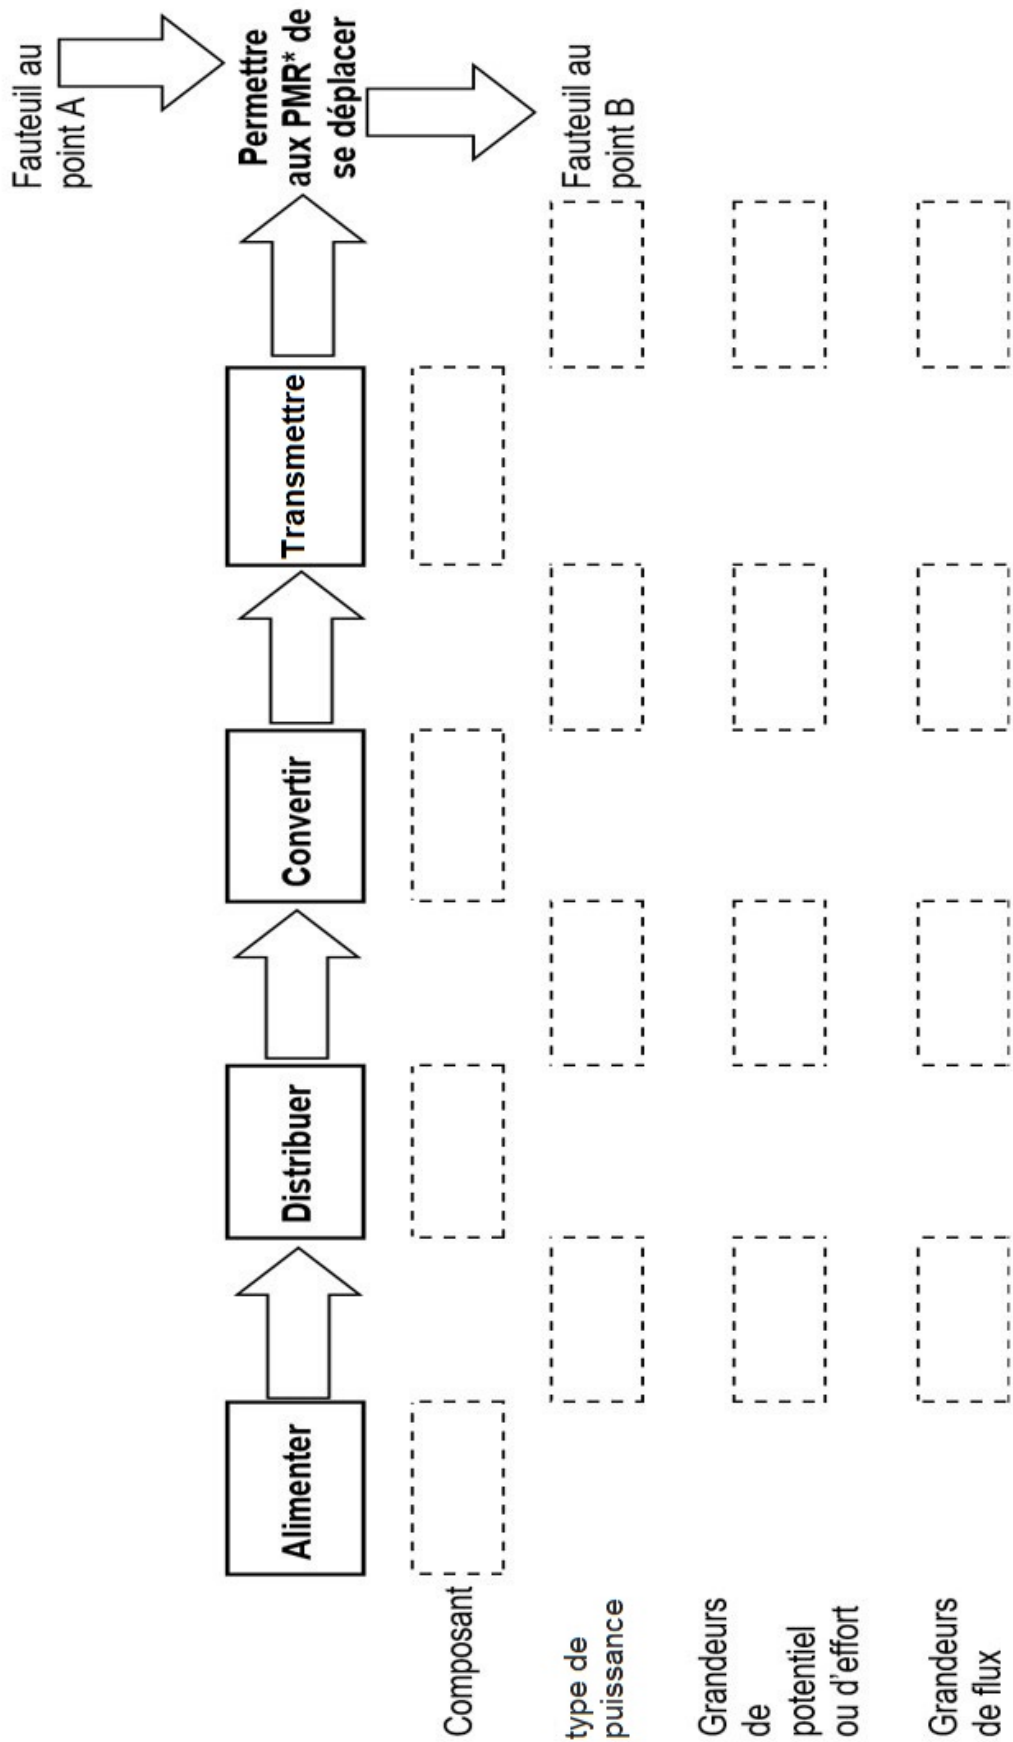 Fauteuil au
point A
Alimenter
Distribuer
Convertir
Transmettre
Permettre
aux PMR* de
se déplacer
Composant
type de
puissance
Fauteuil au
point B
Grandeurs
de
potentiel
ou d'effort
Grandeurs
de flux